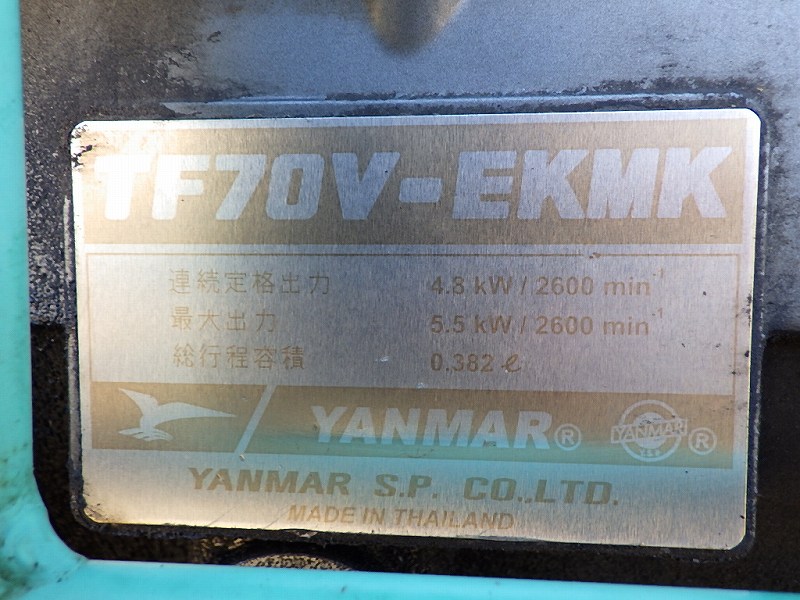 TF70V-EKMK
連続定格出力 4.8 kW / 2600 min⁻¹
最大出力 5.5 kW / 2600 min⁻¹
総行程容積 0.382 ℓ
YANMAR® YANMAR ®
YANMAR S.P. CO.,LTD.
MADE IN THAILAND